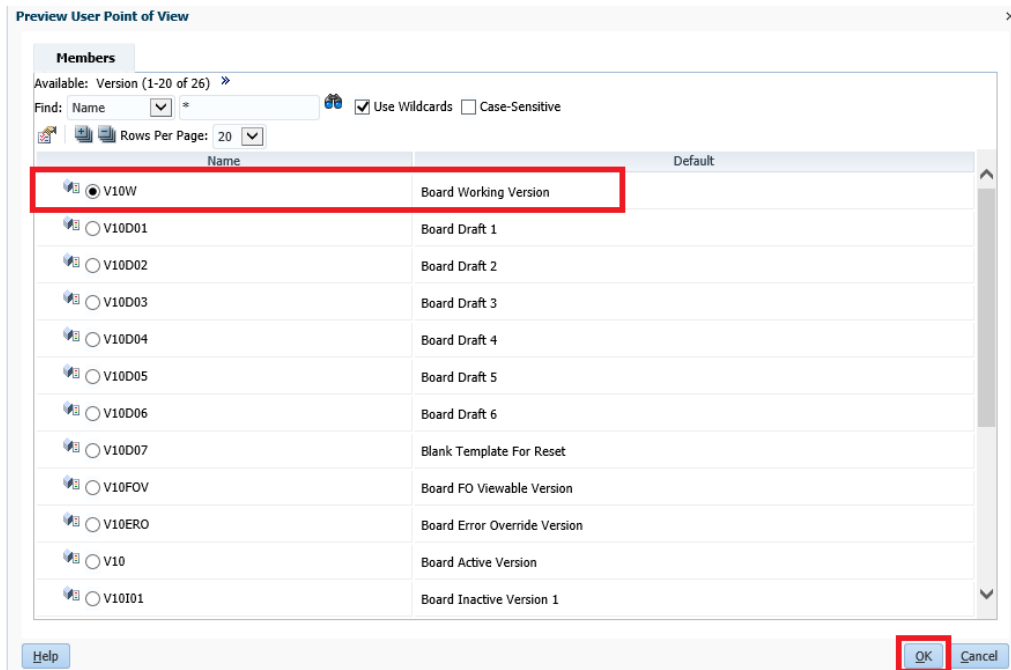 Preview User Point of View
Members
Available: Version (1-20 of 26) »
Find: Name * Use Wildcards Case-Sensitive
Rows Per Page: 20
Name Default
V10W Board Working Version
V10D01 Board Draft 1
V10D02 Board Draft 2
V10D03 Board Draft 3
V10D04 Board Draft 4
V10D05 Board Draft 5
V10D06 Board Draft 6
V10D07 Blank Template For Reset
V10FOV Board FO Viewable Version
V10ERO Board Error Override Version
V10 Board Active Version
V10I01 Board Inactive Version 1
Help OK Cancel